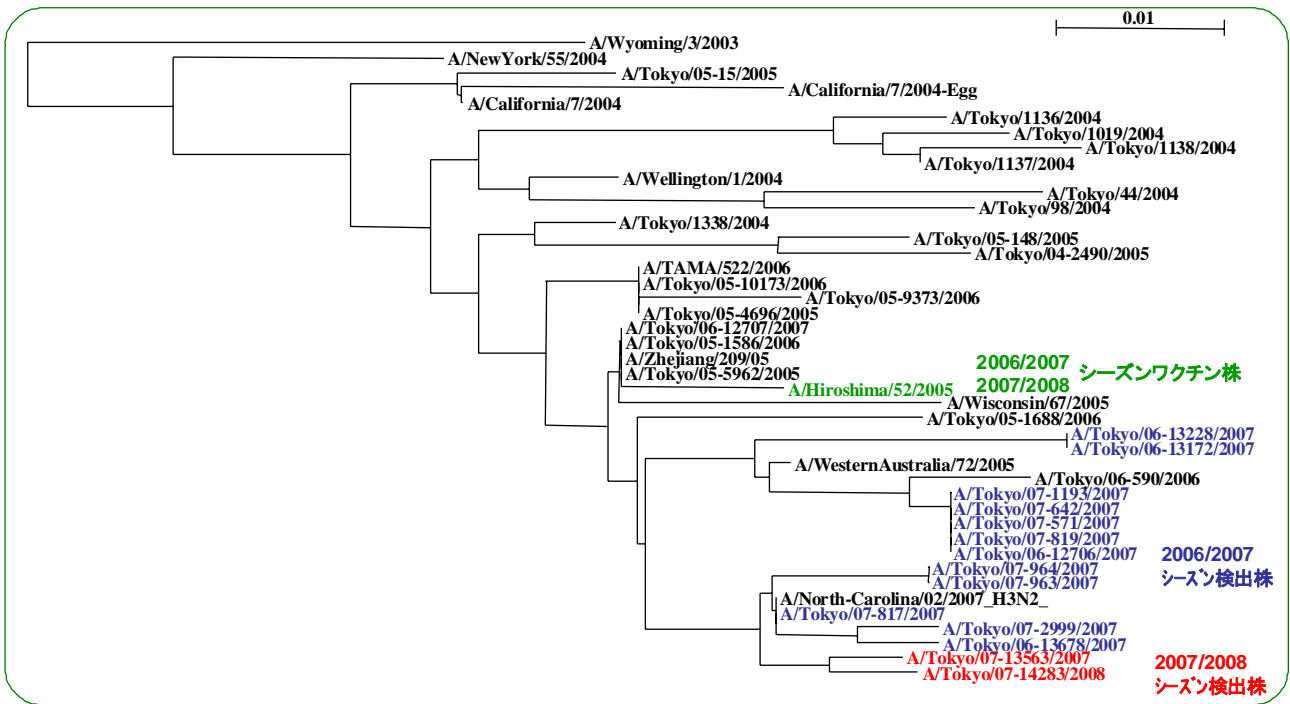 0.01
A/Wyoming/3/2003
A/NewYork/55/2004
A/Tokyo/05-15/2005
A/California/7/2004-Egg
A/California/7/2004
A/Tokyo/1136/2004
A/Tokyo/1019/2004
A/Tokyo/1138/2004
A/Tokyo/1137/2004
A/Wellington/1/2004
A/Tokyo/44/2004
A/Tokyo/98/2004
A/Tokyo/1338/2004
A/Tokyo/05-148/2005
A/Tokyo/04-2490/2005
A/TAMA/522/2006
A/Tokyo/05-10173/2006
A/Tokyo/05-9373/2006
A/Tokyo/05-4696/2005
A/Tokyo/06-12707/2007
A/Tokyo/05-1586/2006
A/Zhejiang/209/05
A/Tokyo/05-5962/2005
A/Hiroshima/52/2005
2006/2007
2007/2008
シーズンワクチン株
A/Wisconsin/67/2005
A/Tokyo/05-1688/2006
A/Tokyo/06-13228/2007
A/Tokyo/06-13172/2007
A/WesternAustralia/72/2005
A/Tokyo/06-590/2006
A/Tokyo/07-1193/2007
A/Tokyo/07-642/2007
A/Tokyo/07-571/2007
A/Tokyo/07-819/2007
A/Tokyo/06-12706/2007
2006/2007
シーズン検出株
A/Tokyo/07-964/2007
A/Tokyo/07-963/2007
A/North-Carolina/02/2007_H3N2_
A/Tokyo/07-817/2007
A/Tokyo/07-2999/2007
A/Tokyo/06-13678/2007
A/Tokyo/07-13563/2007
A/Tokyo/07-14283/2008
2007/2008
シーズン検出株